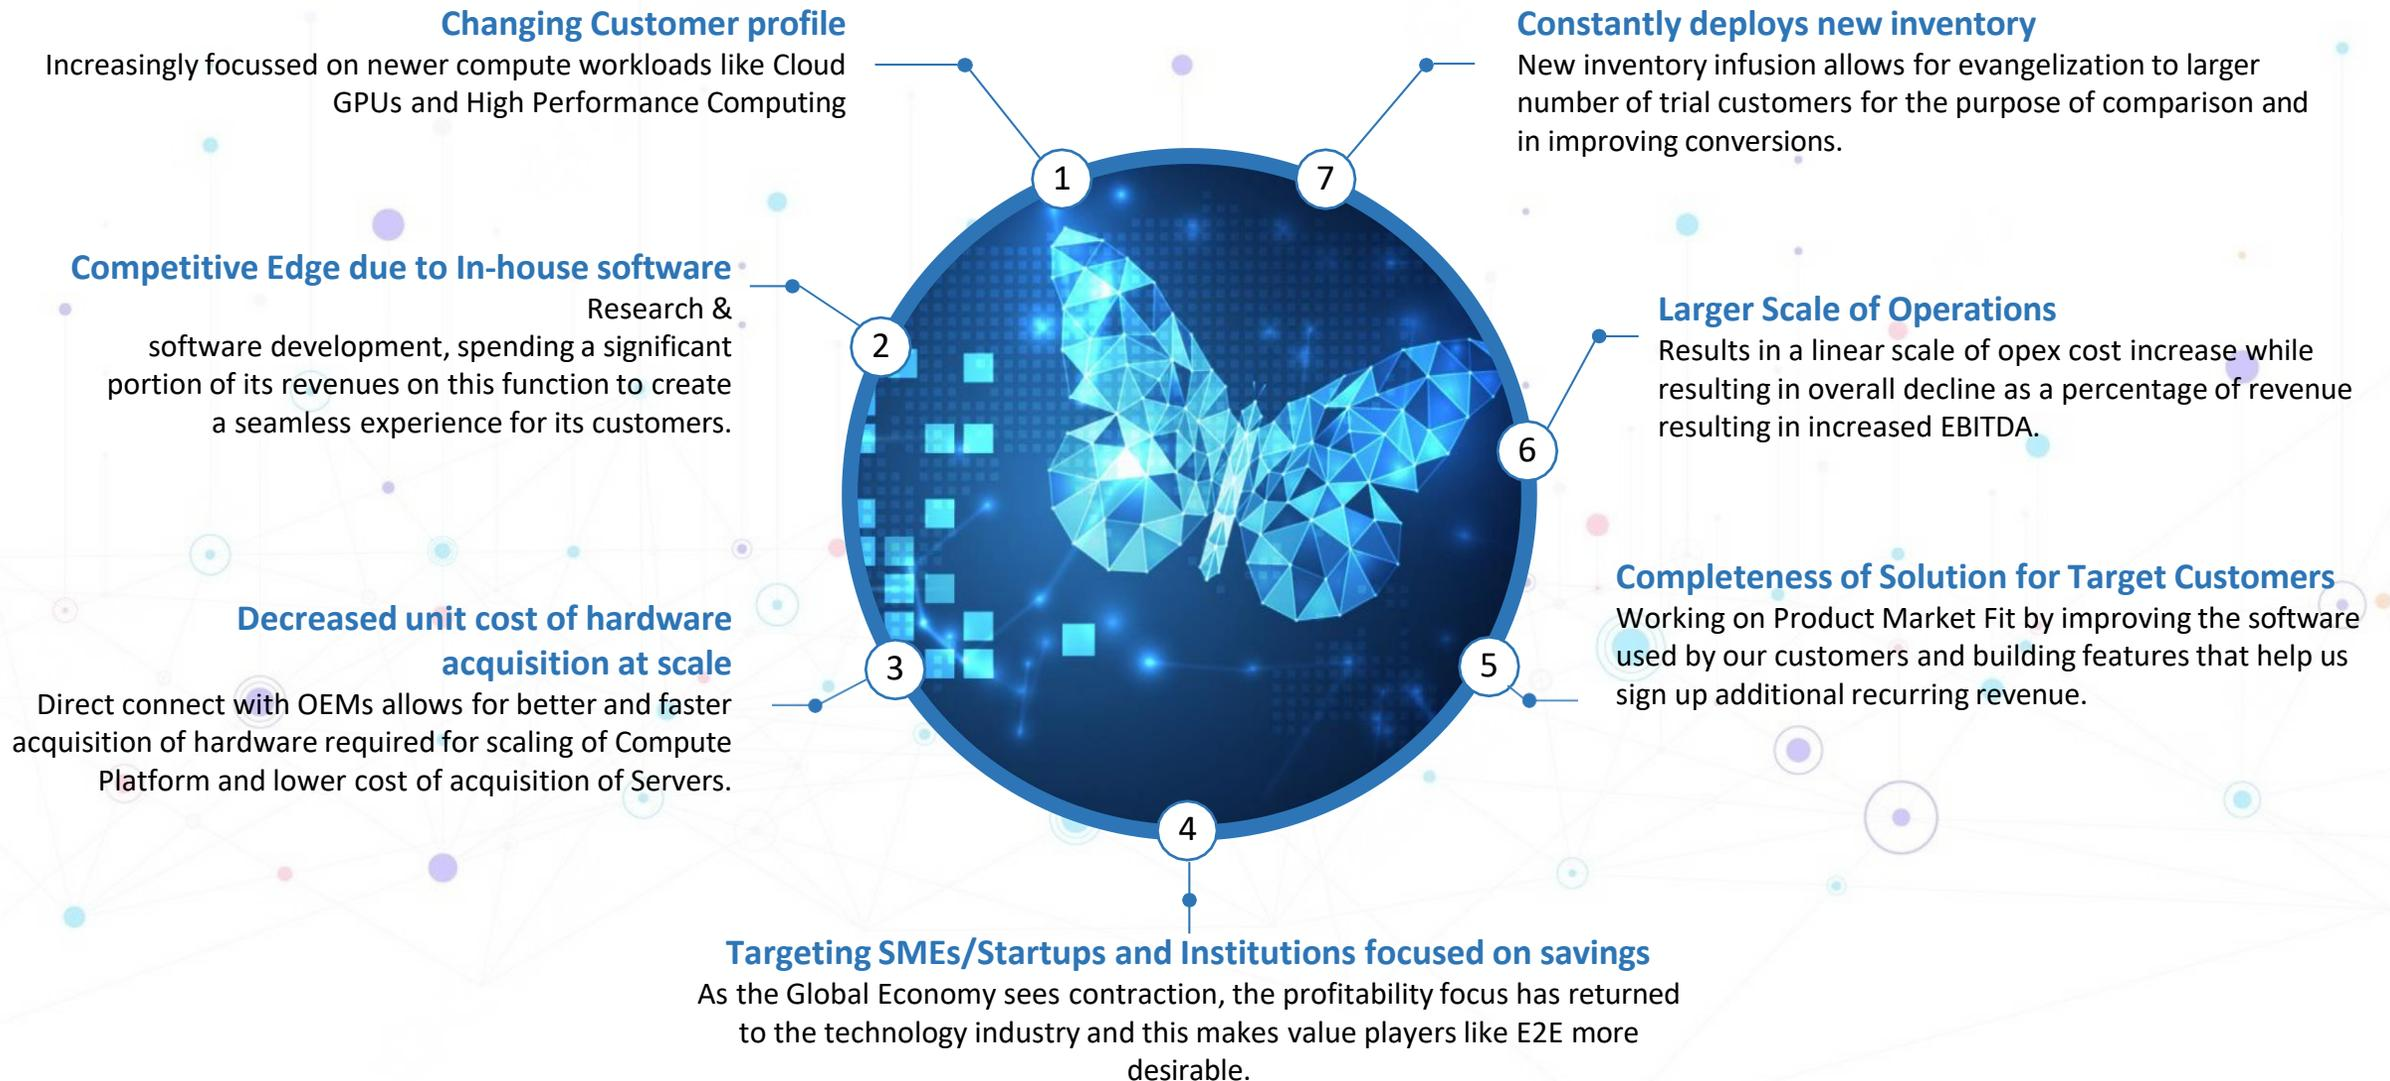 Changing Customer profile
Increasingly focussed on newer compute workloads like Cloud
GPUs and High Performance Computing
1
Competitive Edge due to In-house software
Research &
software development, spending a significant
portion of its revenues on this function to create
a seamless experience for its customers.
2
Decreased unit cost of hardware
acquisition at scale
Direct connect with OEMs allows for better and faster
acquisition of hardware required for scaling of Compute
Platform and lower cost of acquisition of Servers.
3
4
Targeting SMEs/Startups and Institutions focused on savings
As the Global Economy sees contraction, the profitability focus has returned
to the technology industry and this makes value players like E2E more
desirable.
5
Completeness of Solution for Target Customers
Working on Product Market Fit by improving the software
used by our customers and building features that help us
sign up additional recurring revenue.
6
Larger Scale of Operations
Results in a linear scale of opex cost increase while
resulting in overall decline as a percentage of revenue
resulting in increased EBITDA.
7
Constantly deploys new inventory
New inventory infusion allows for evangelization to larger
number of trial customers for the purpose of comparison and
in improving conversions.